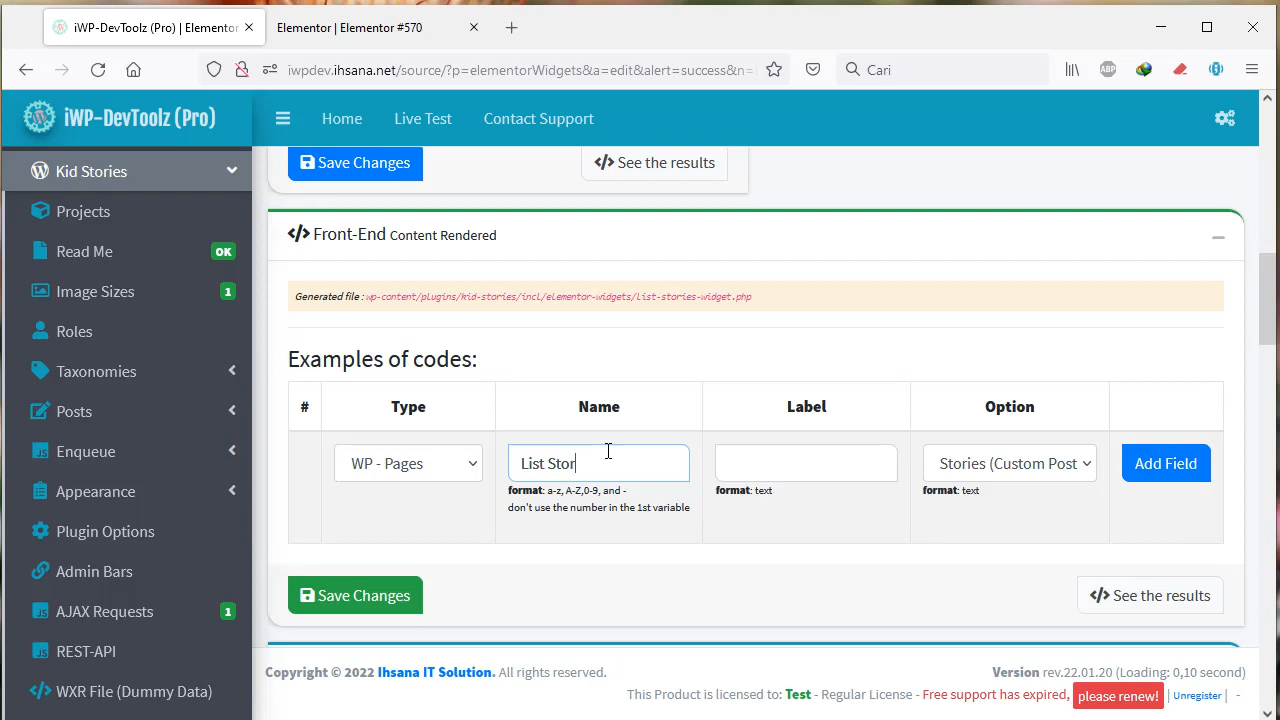 iWP-DevToolz (Pro) | Elementor
Elementor | Elementor #570
iwpdev.ihsana.net/source/?p=elementorWidgets&a=edit&alert=success&n=
Cari
ABP
iWP-DevToolz (Pro)
Home
Live Test
Contact Support
Kid Stories
Projects
Read Me
OK
Image Sizes
1
Roles
Taxonomies
Posts
Enqueue
Appearance
Plugin Options
Admin Bars
AJAX Requests
1
REST-API
WXR File (Dummy Data)
Save Changes
See the results
Front-End Content Rendered
Generated file : wp-content/plugins/kid-stories/incl/elementor-widgets/list-stories-widget.php
Examples of codes:
# Type Name Label Option
WP - Pages
List Stor
format: a-z, A-Z,0-9, and -
don't use the number in the 1st variable
format: text
Stories (Custom Post
format: text
Add Field
Save Changes
See the results
Copyright © 2022 Ihsana IT Solution. All rights reserved.
Version rev.22.01.20 (Loading: 0,10 second)
This Product is licensed to: Test - Regular License - Free support has expired, please renew! | Unregister | -